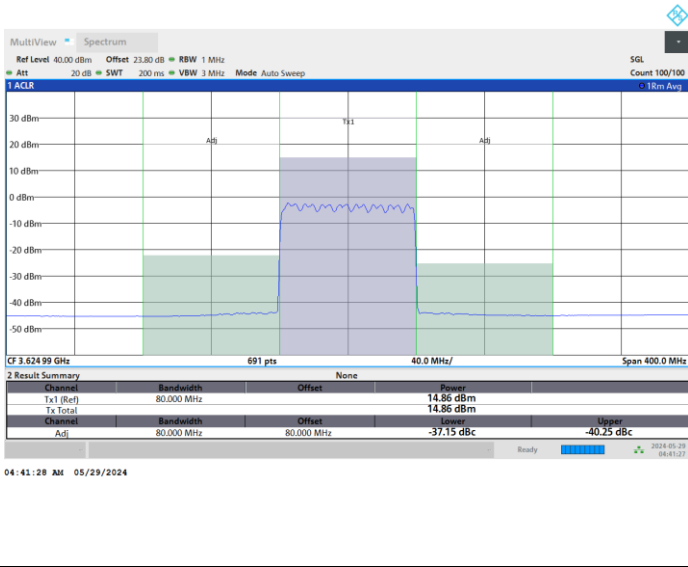 MultiView Spectrum
Ref Level 40.00 dBm Offset 23.80 dB RBW 1 MHz SGL
Att 20 dB SWT 200 ms VBW 3 MHz Mode Auto Sweep Count 100/100
1 ACLR 1Rm Avg
30 dBm
Tx1
20 dBm
Adj Adj
10 dBm
0 dBm
-10 dBm
-20 dBm
-30 dBm
-40 dBm
-50 dBm
CF 3.624 99 GHz 691 pts 40.0 MHz/ Span 400.0 MHz
2 Result Summary None
Channel Bandwidth Offset Power
Tx1 (Ref) 80.000 MHz 14.86 dBm
Tx Total 14.86 dBm
Channel Bandwidth Offset Lower Upper
Adj 80.000 MHz 80.000 MHz -37.15 dBc -40.25 dBc
Ready 2024-05-29
04:41:27
04:41:28 AM 05/29/2024